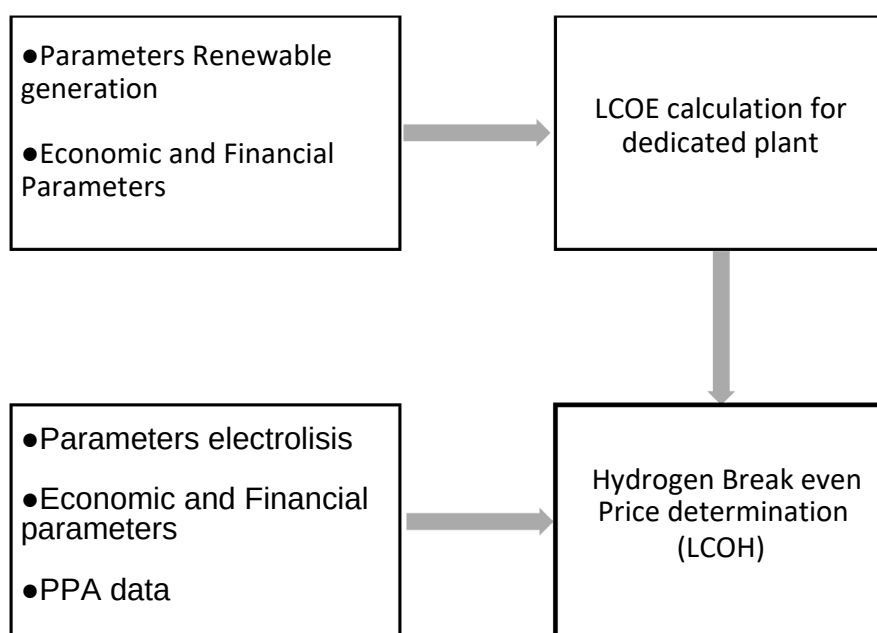 ●Parameters Renewable
generation
●Economic and Financial
Parameters
LCOE calculation for
dedicated plant
●Parameters electrolisis
●Economic and Financial
parameters
●PPA data
Hydrogen Break even
Price determination
(LCOH)